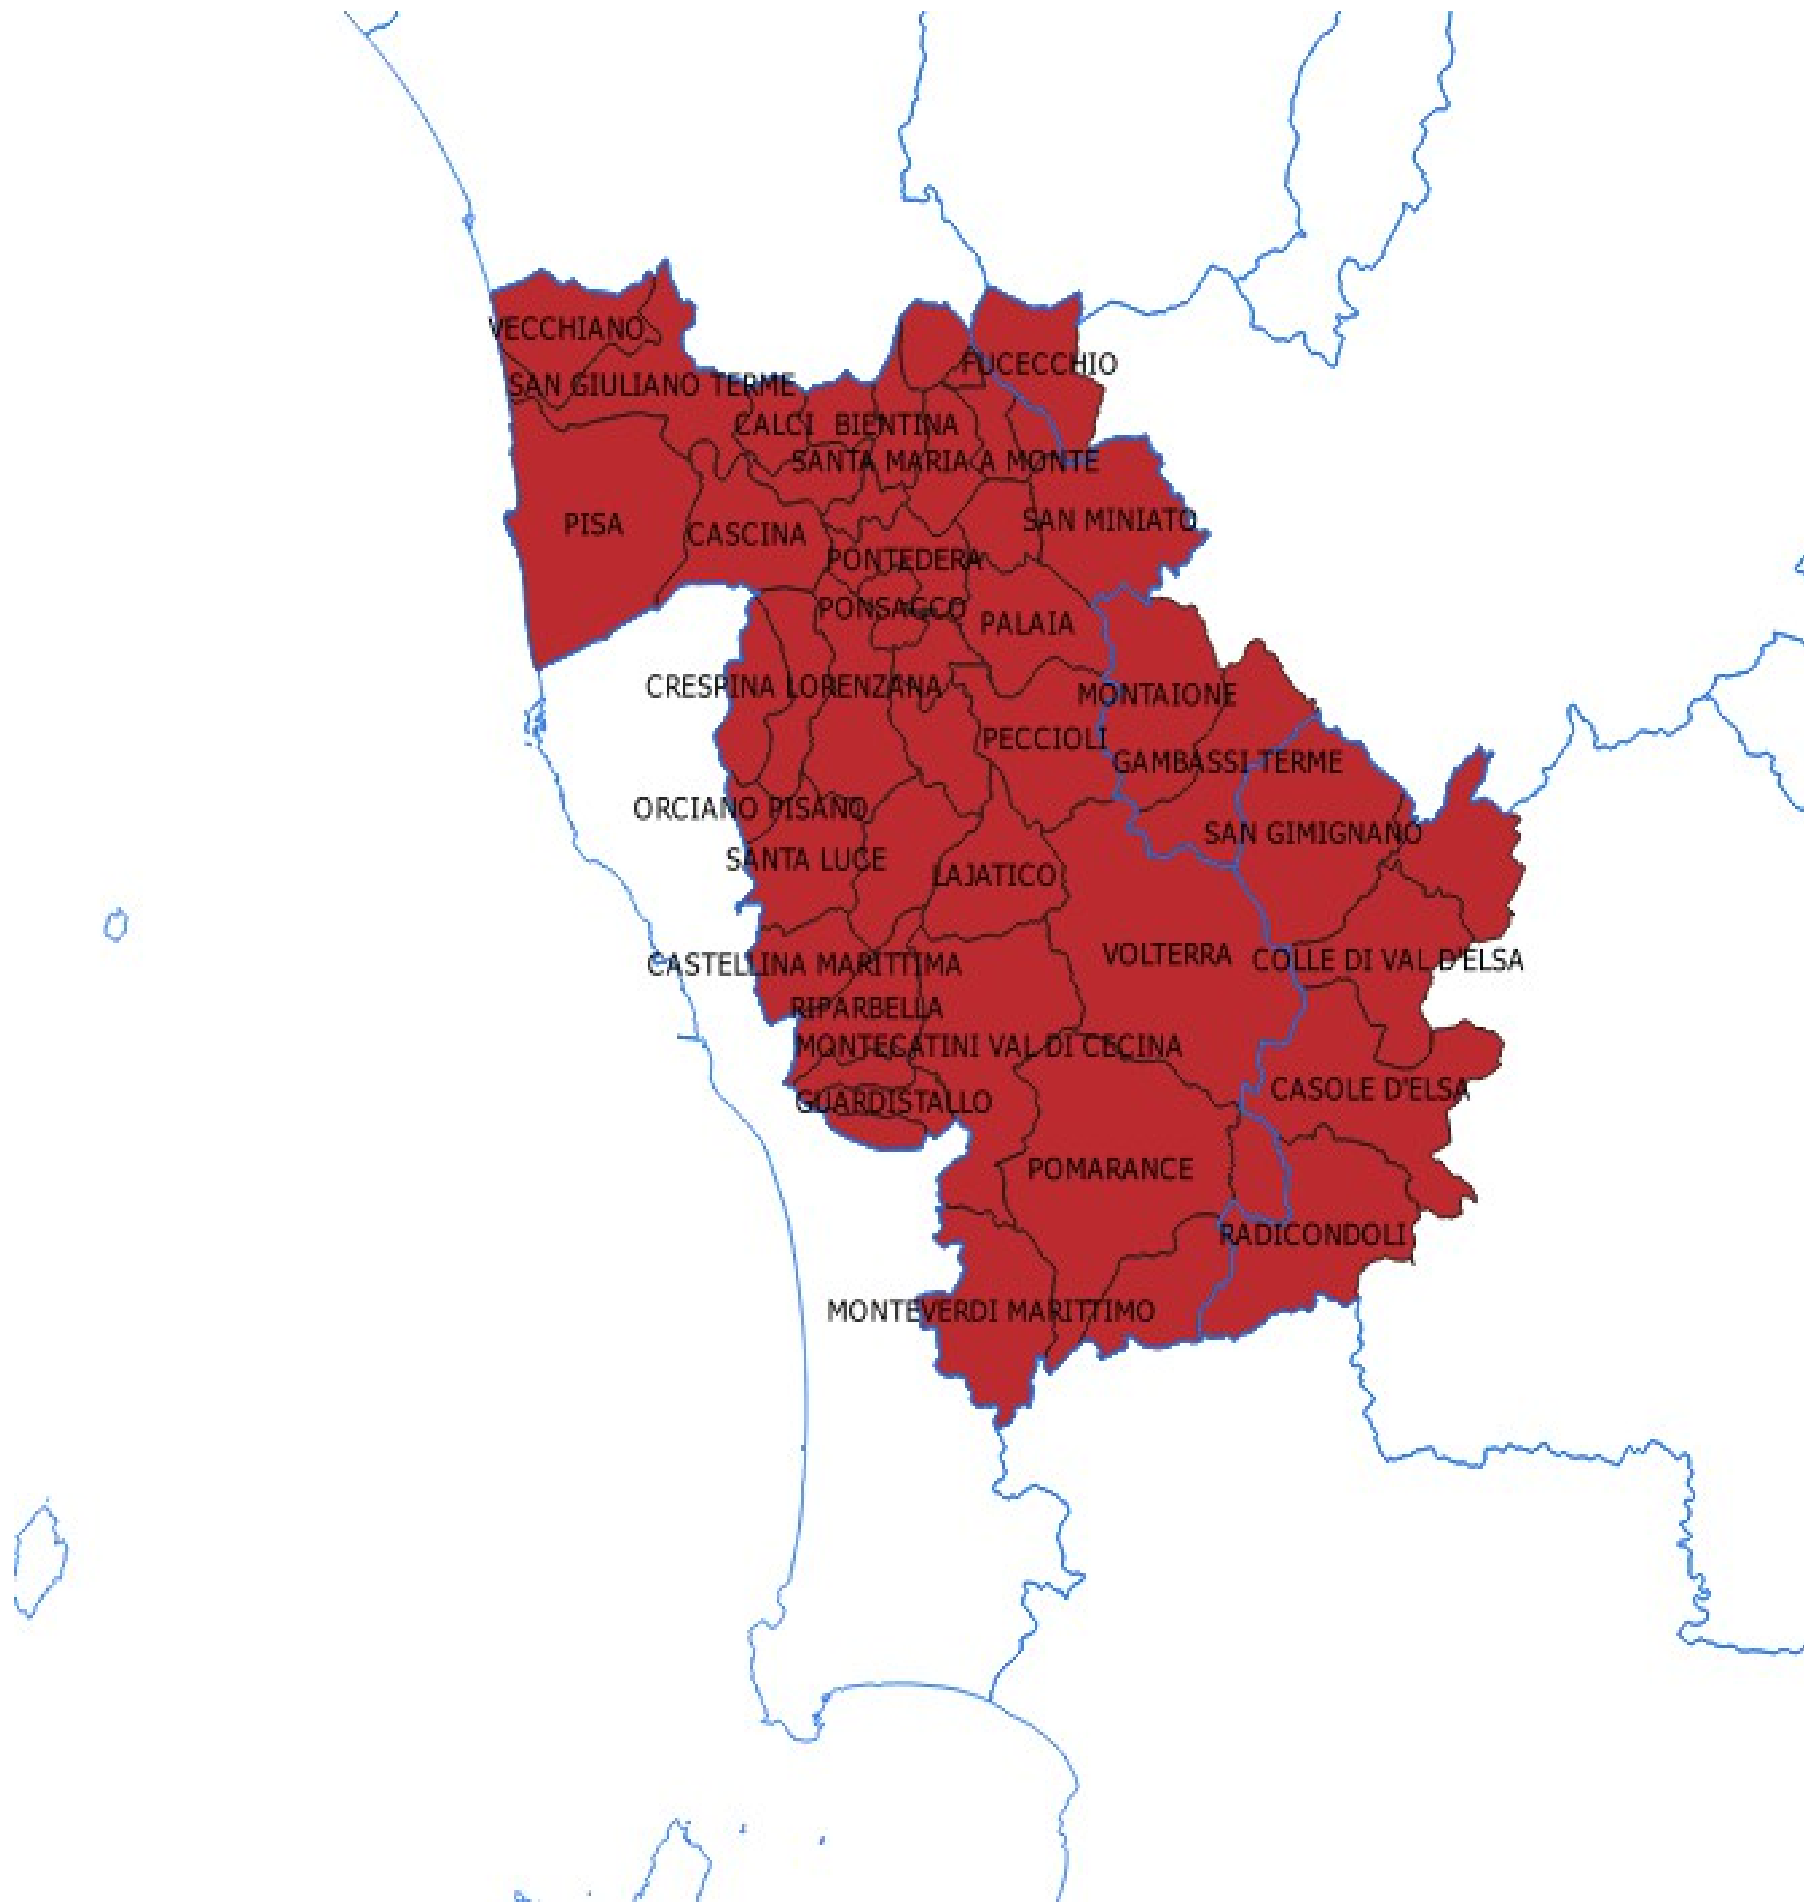 VECCHIANO
FUCECCHIO
SAN GIULIANO TERME
CALCI
BIENTINA
SANTA MARIA A MONTE
SAN MINIATO
PISA
CASCINA
PONTEDERA
PONSACCO
PALAIA
CRESPINA LORENZANA
MONTAIONE
PECCIOLI
GAMBASSI TERME
ORCIANO PISANO
SAN GIMIGNANO
SANTA LUCE
LAJATICO
VOLTERRA
COLLE DI VAL D'ELSA
CASTELLINA MARITTIMA
RIPARBELLA
MONTECATINI VAL DI CECINA
CASOLE D'ELSA
GUARDISTALLO
POMARANCE
RADICONDOLI
MONTEVERDI MARITTIMO